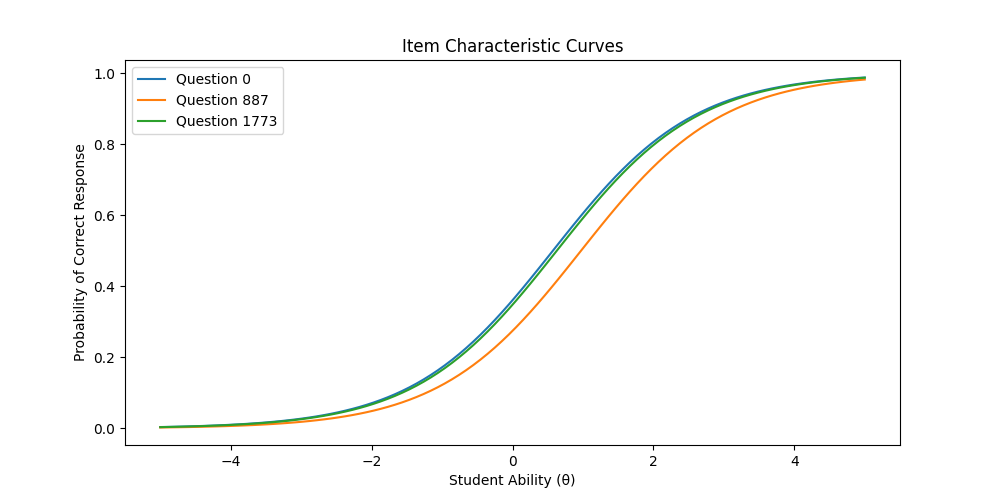 Item Characteristic Curves
Question 0
Question 887
Question 1773
Probability of Correct Response
1.0
0.8
0.6
0.4
0.2
0.0
−4
−2
0
2
4
Student Ability (θ)